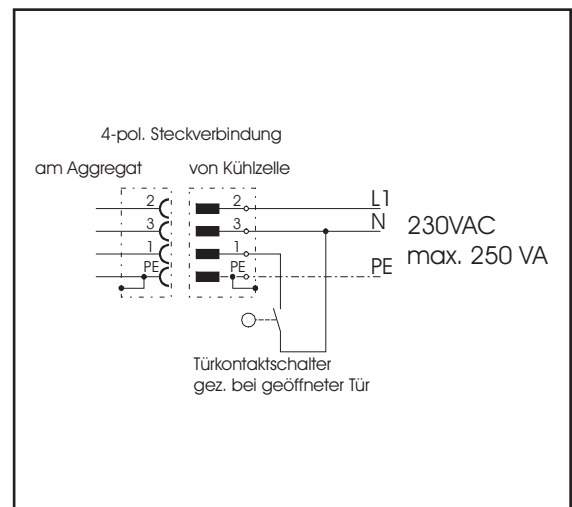 4-pol. Steckverbindung
am Aggregat von Kühlzelle
2 2 L1
3 3 N
1 1
PE PE PE
230VAC
max. 250 VA
Türkontaktschalter
gez. bei geöffneter Tür